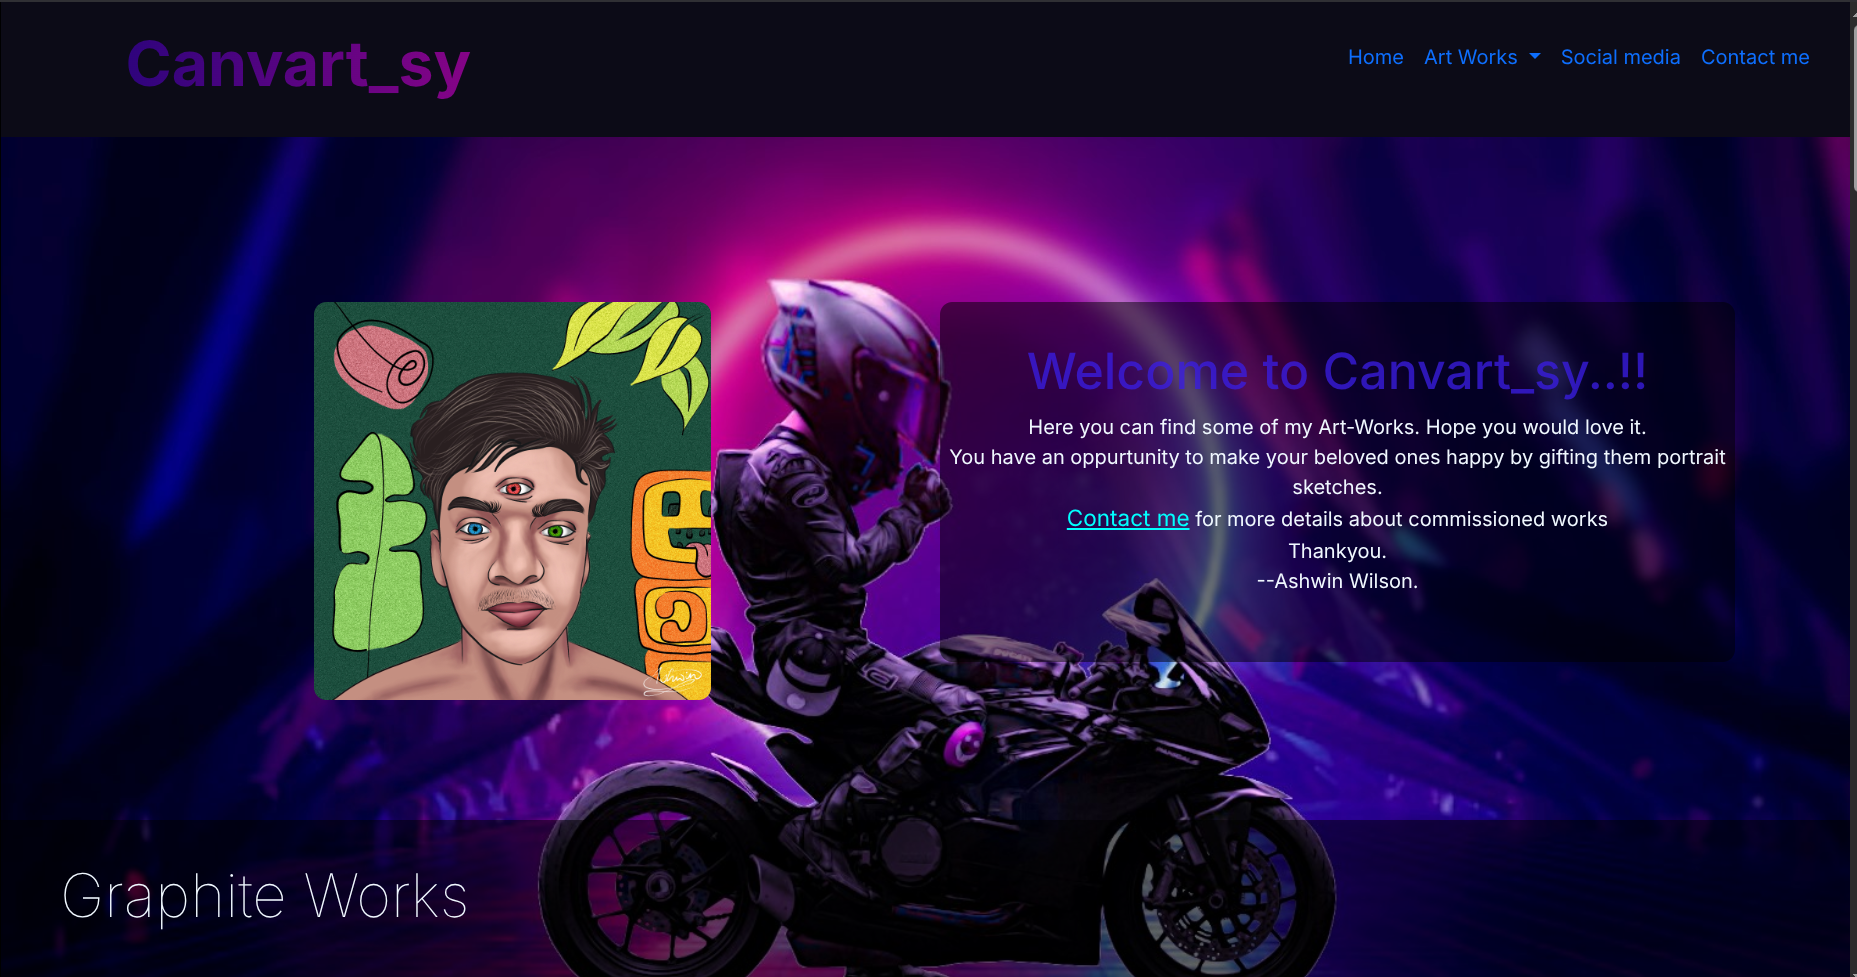 Canvart_sy
Home Art Works Social media Contact me
Welcome to Canvart_sy..!!
Here you can find some of my Art-Works. Hope you would love it.
You have an oppurtunity to make your beloved ones happy by gifting them portrait
sketches.
Contact me for more details about commissioned works
Thankyou.
--Ashwin Wilson.
Graphite Works